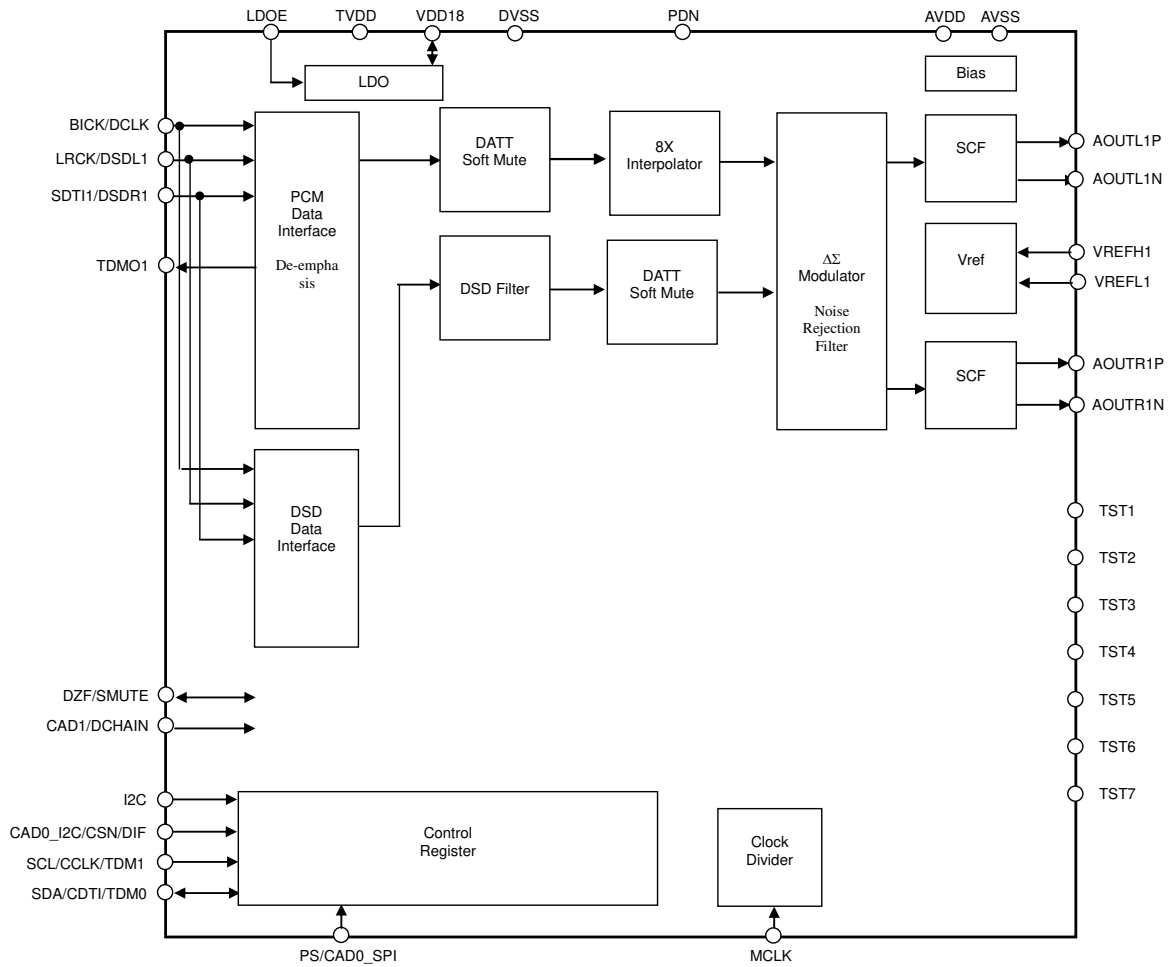 LDOE
TVDD
VDD18
DVSS
PDN
AVDD
AVSS
LDO
Bias
BICK/DCLK
LRCK/DSDL1
SDTI1/DSDR1
TDMO1
PCM
Data
Interface
De-empha
sis
DATT
Soft Mute
8X
Interpolator
DSD Filter
DATT
Soft Mute
ΔΣ
Modulator
Noise
Rejection
Filter
SCF
AOUTL1P
AOUTL1N
Vref
VREFH1
VREFL1
SCF
AOUTR1P
AOUTR1N
DSD
Data
Interface
TST1
TST2
TST3
TST4
TST5
TST6
TST7
DZF/SMUTE
CAD1/DCHAIN
I2C
CAD0_I2C/CSN/DIF
SCL/CCLK/TDM1
SDA/CDTI/TDM0
Control
Register
Clock
Divider
PS/CAD0_SPI
MCLK